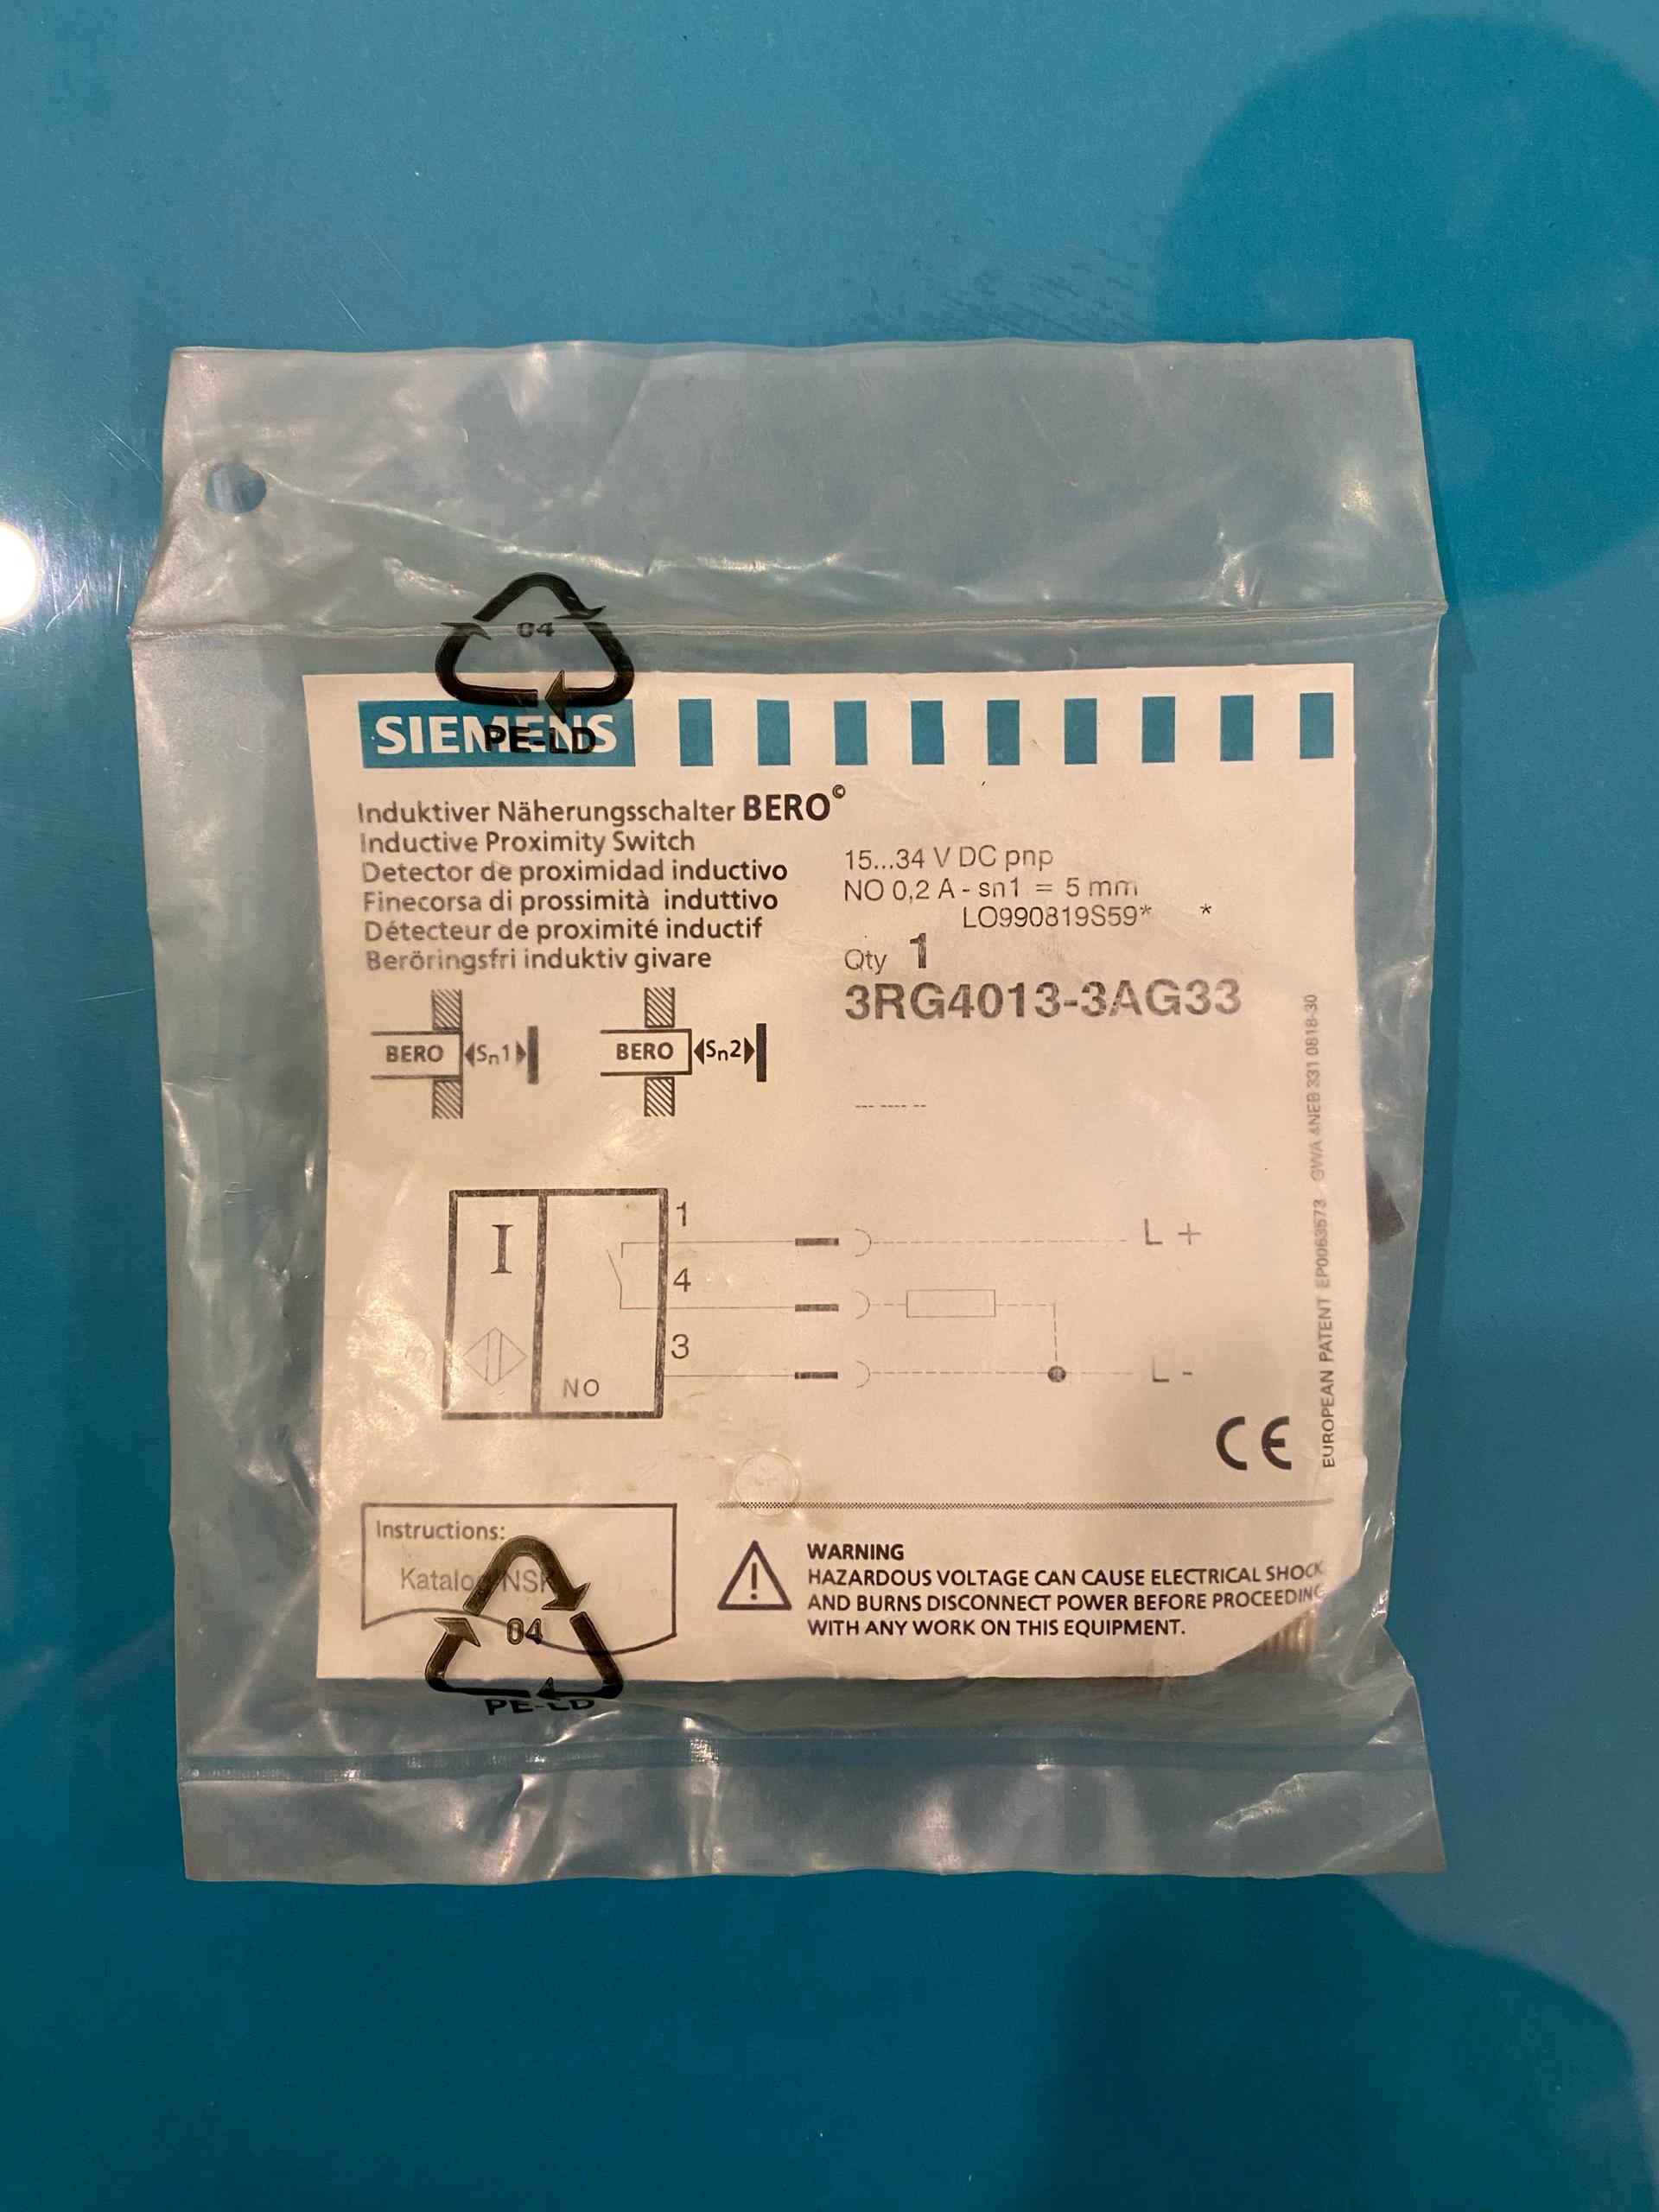 04
PE-LD
SIEMENS
Induktiver Näherungsschalter BERO©
Inductive Proximity Switch
Detector de proximidad inductivo
Finecorsa di prossimità induttivo
Détecteur de proximité inductif
Beröringsfri induktiv givare
15...34 V DC pnp
NO 0,2 A - sn1 = 5 mm
LO990819S59* *
Qty 1
3RG4013-3AG33
BERO Sn1
BERO Sn2
--- ---- --
I
NO
1
4
3
L +
L -
CE
EUROPEAN PATENT EP0063573 GWA 4NEB 331 0818-30
Instructions:
Katalog NSK
04
PE-LD
WARNING
HAZARDOUS VOLTAGE CAN CAUSE ELECTRICAL SHOCK
AND BURNS DISCONNECT POWER BEFORE PROCEEDING
WITH ANY WORK ON THIS EQUIPMENT.